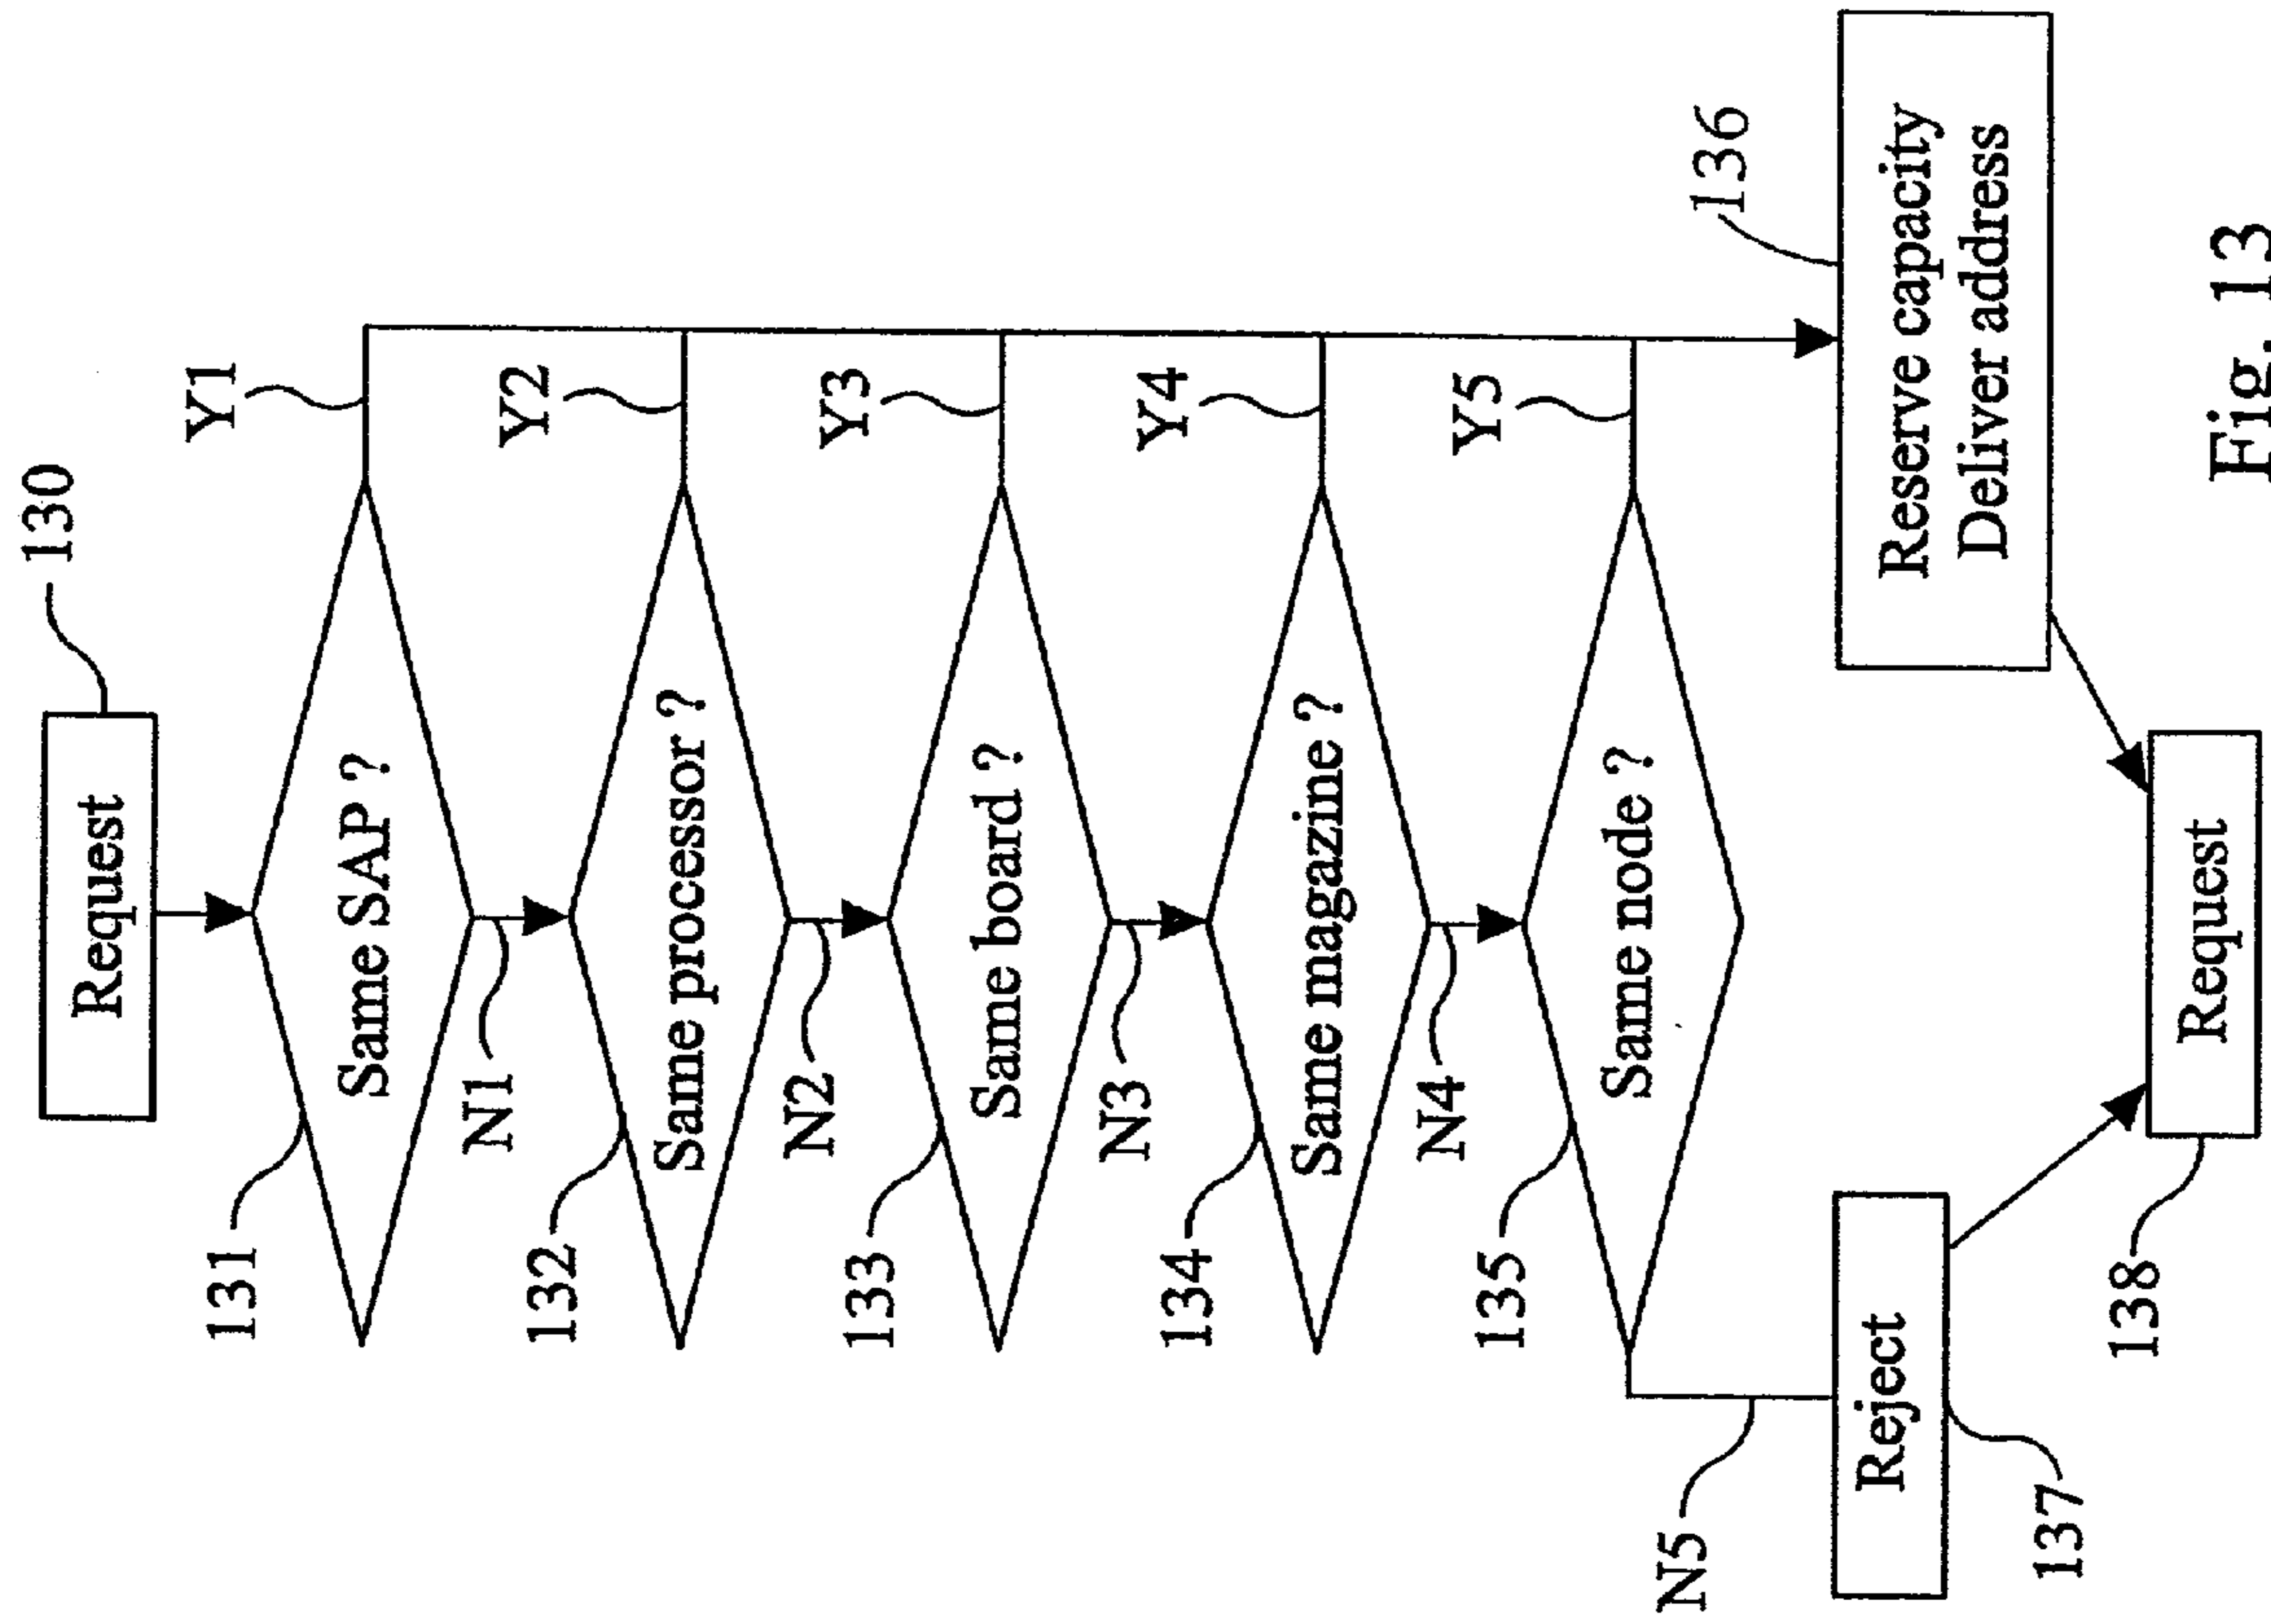 Request
130
131
Same SAP ?
Y1
N1
132
Same processor ?
Y2
N2
133
Same board ?
Y3
N3
134
Same magazine ?
Y4
N4
135
Same node ?
Y5
N5
Reject
137
136
Reserve capacity
Deliver address
138
Request
Fig. 13